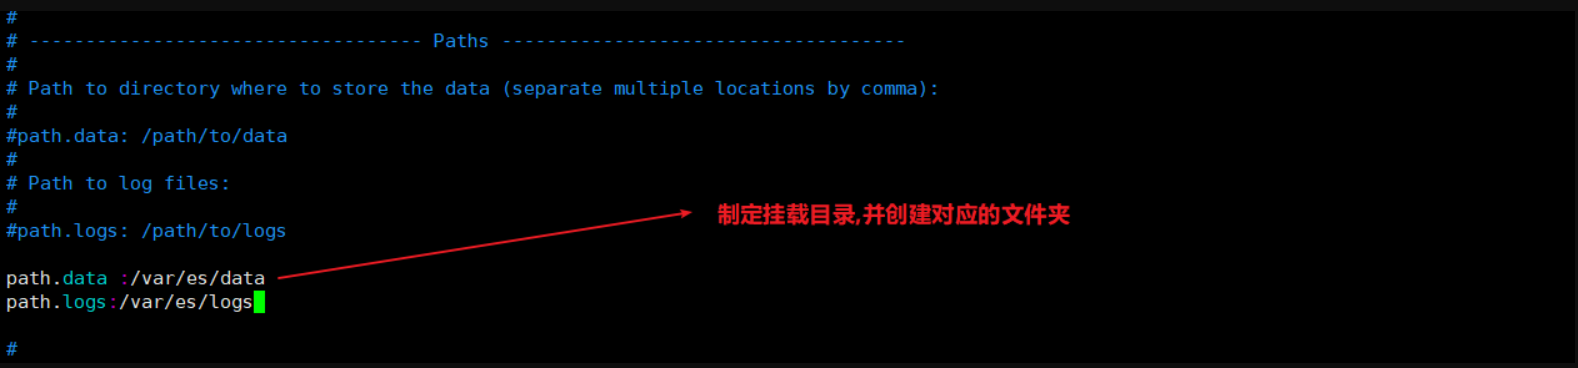 #
# ----------------------------------- Paths ------------------------------------
#
# Path to directory where to store the data (separate multiple locations by comma):
#
#path.data: /path/to/data
#
# Path to log files:
#
#path.logs: /path/to/logs
制定挂载目录,并创建对应的文件夹
path.data :/var/es/data
path.logs:/var/es/logs
#